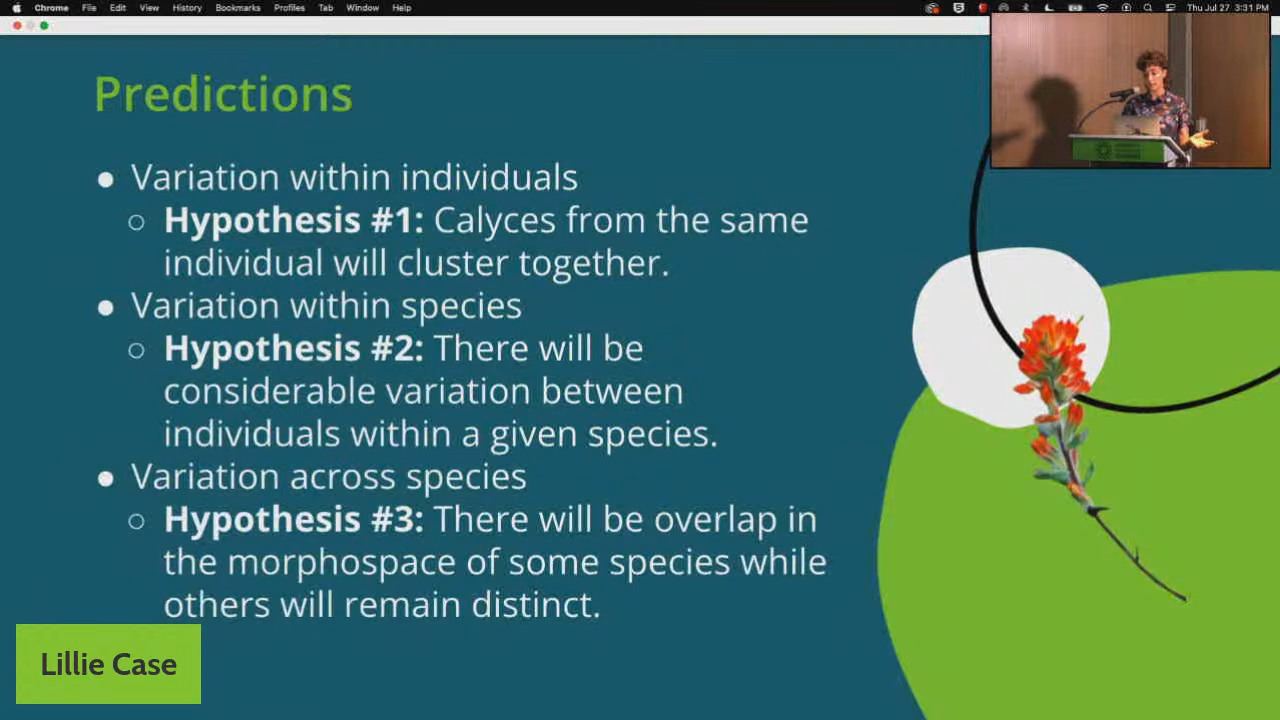 Chrome File Edit View History Bookmarks Profiles Tab Window Help
Thu Jul 27 3:31 PM
Predictions
Variation within individuals
Hypothesis #1: Calyces from the same
individual will cluster together.
Variation within species
Hypothesis #2: There will be
considerable variation between
individuals within a given species.
Variation across species
Hypothesis #3: There will be overlap in
the morphospace of some species while
others will remain distinct.
Lillie Case